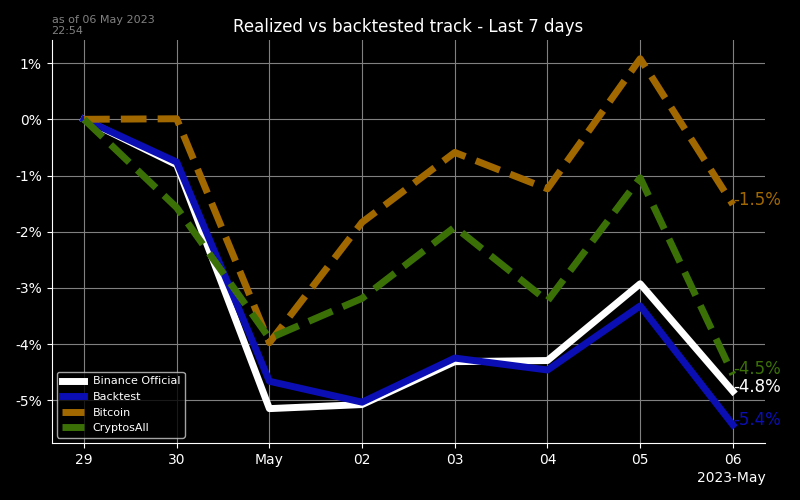 as of 06 May 2023
22:54
Realized vs backtested track - Last 7 days
1%
0%
-1%
-2%
-3%
-4%
-5%
-1.5%
-4.5%
-4.8%
-5.4%
Binance Official
Backtest
Bitcoin
CryptosAll
29 30 May 02 03 04 05 06
2023-May